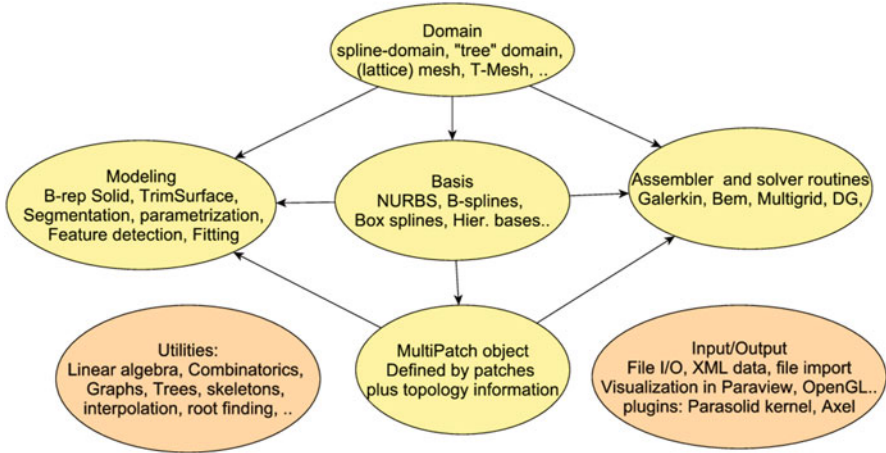 Domain
spline-domain, "tree" domain,
(lattice) mesh, T-Mesh, ..
Modeling
B-rep Solid, TrimSurface,
Segmentation, parametrization,
Feature detection, Fitting
Basis
NURBS, B-splines,
Box splines, Hier. bases..
Assembler and solver routines
Galerkin, Bem, Multigrid, DG,
Utilities:
Linear algebra, Combinatorics,
Graphs, Trees, skeletons,
interpolation, root finding, ..
MultiPatch object
Defined by patches
plus topology information
Input/Output
File I/O, XML data, file import
Visualization in Paraview, OpenGL..
plugins: Parasolid kernel, Axel